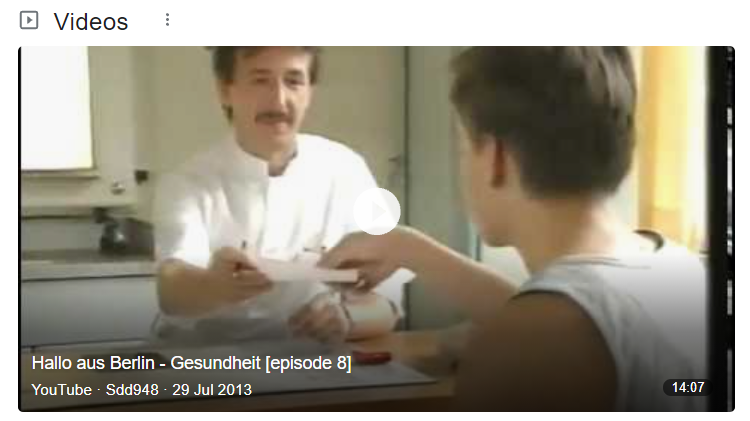 Videos
Hallo aus Berlin - Gesundheit [episode 8]
YouTube · Sdd948 · 29 Jul 2013
14:07